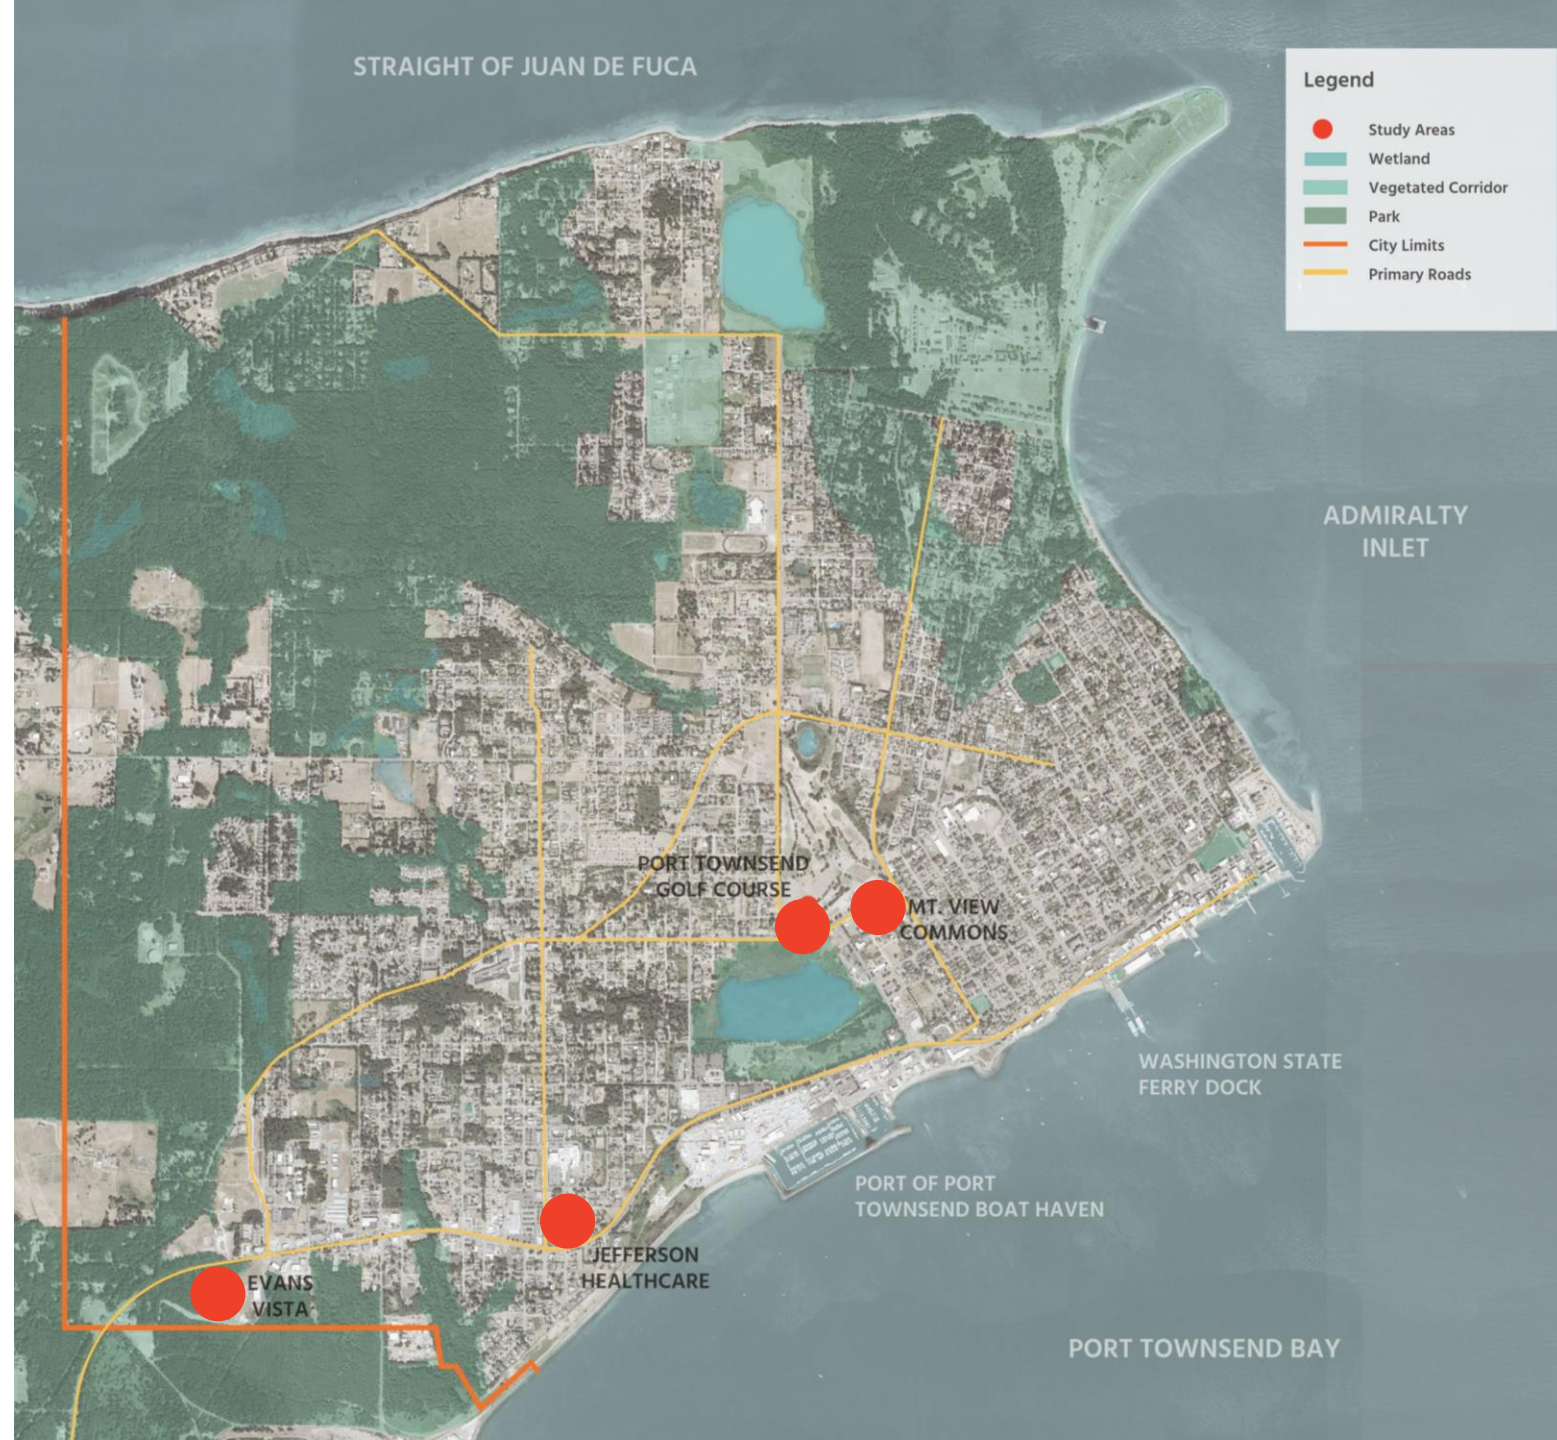 STRAIGHT OF JUAN DE FUCA
Legend
Study Areas
Wetland
Vegetated Corridor
Park
City Limits
Primary Roads
ADMIRALTY
INLET
PORT TOWNSEND
GOLF COURSE
MT. VIEW
COMMONS
WASHINGTON STATE
FERRY DOCK
PORT OF PORT
TOWNSEND BOAT HAVEN
JEFFERSON
HEALTHCARE
EVANS
VISTA
PORT TOWNSEND BAY